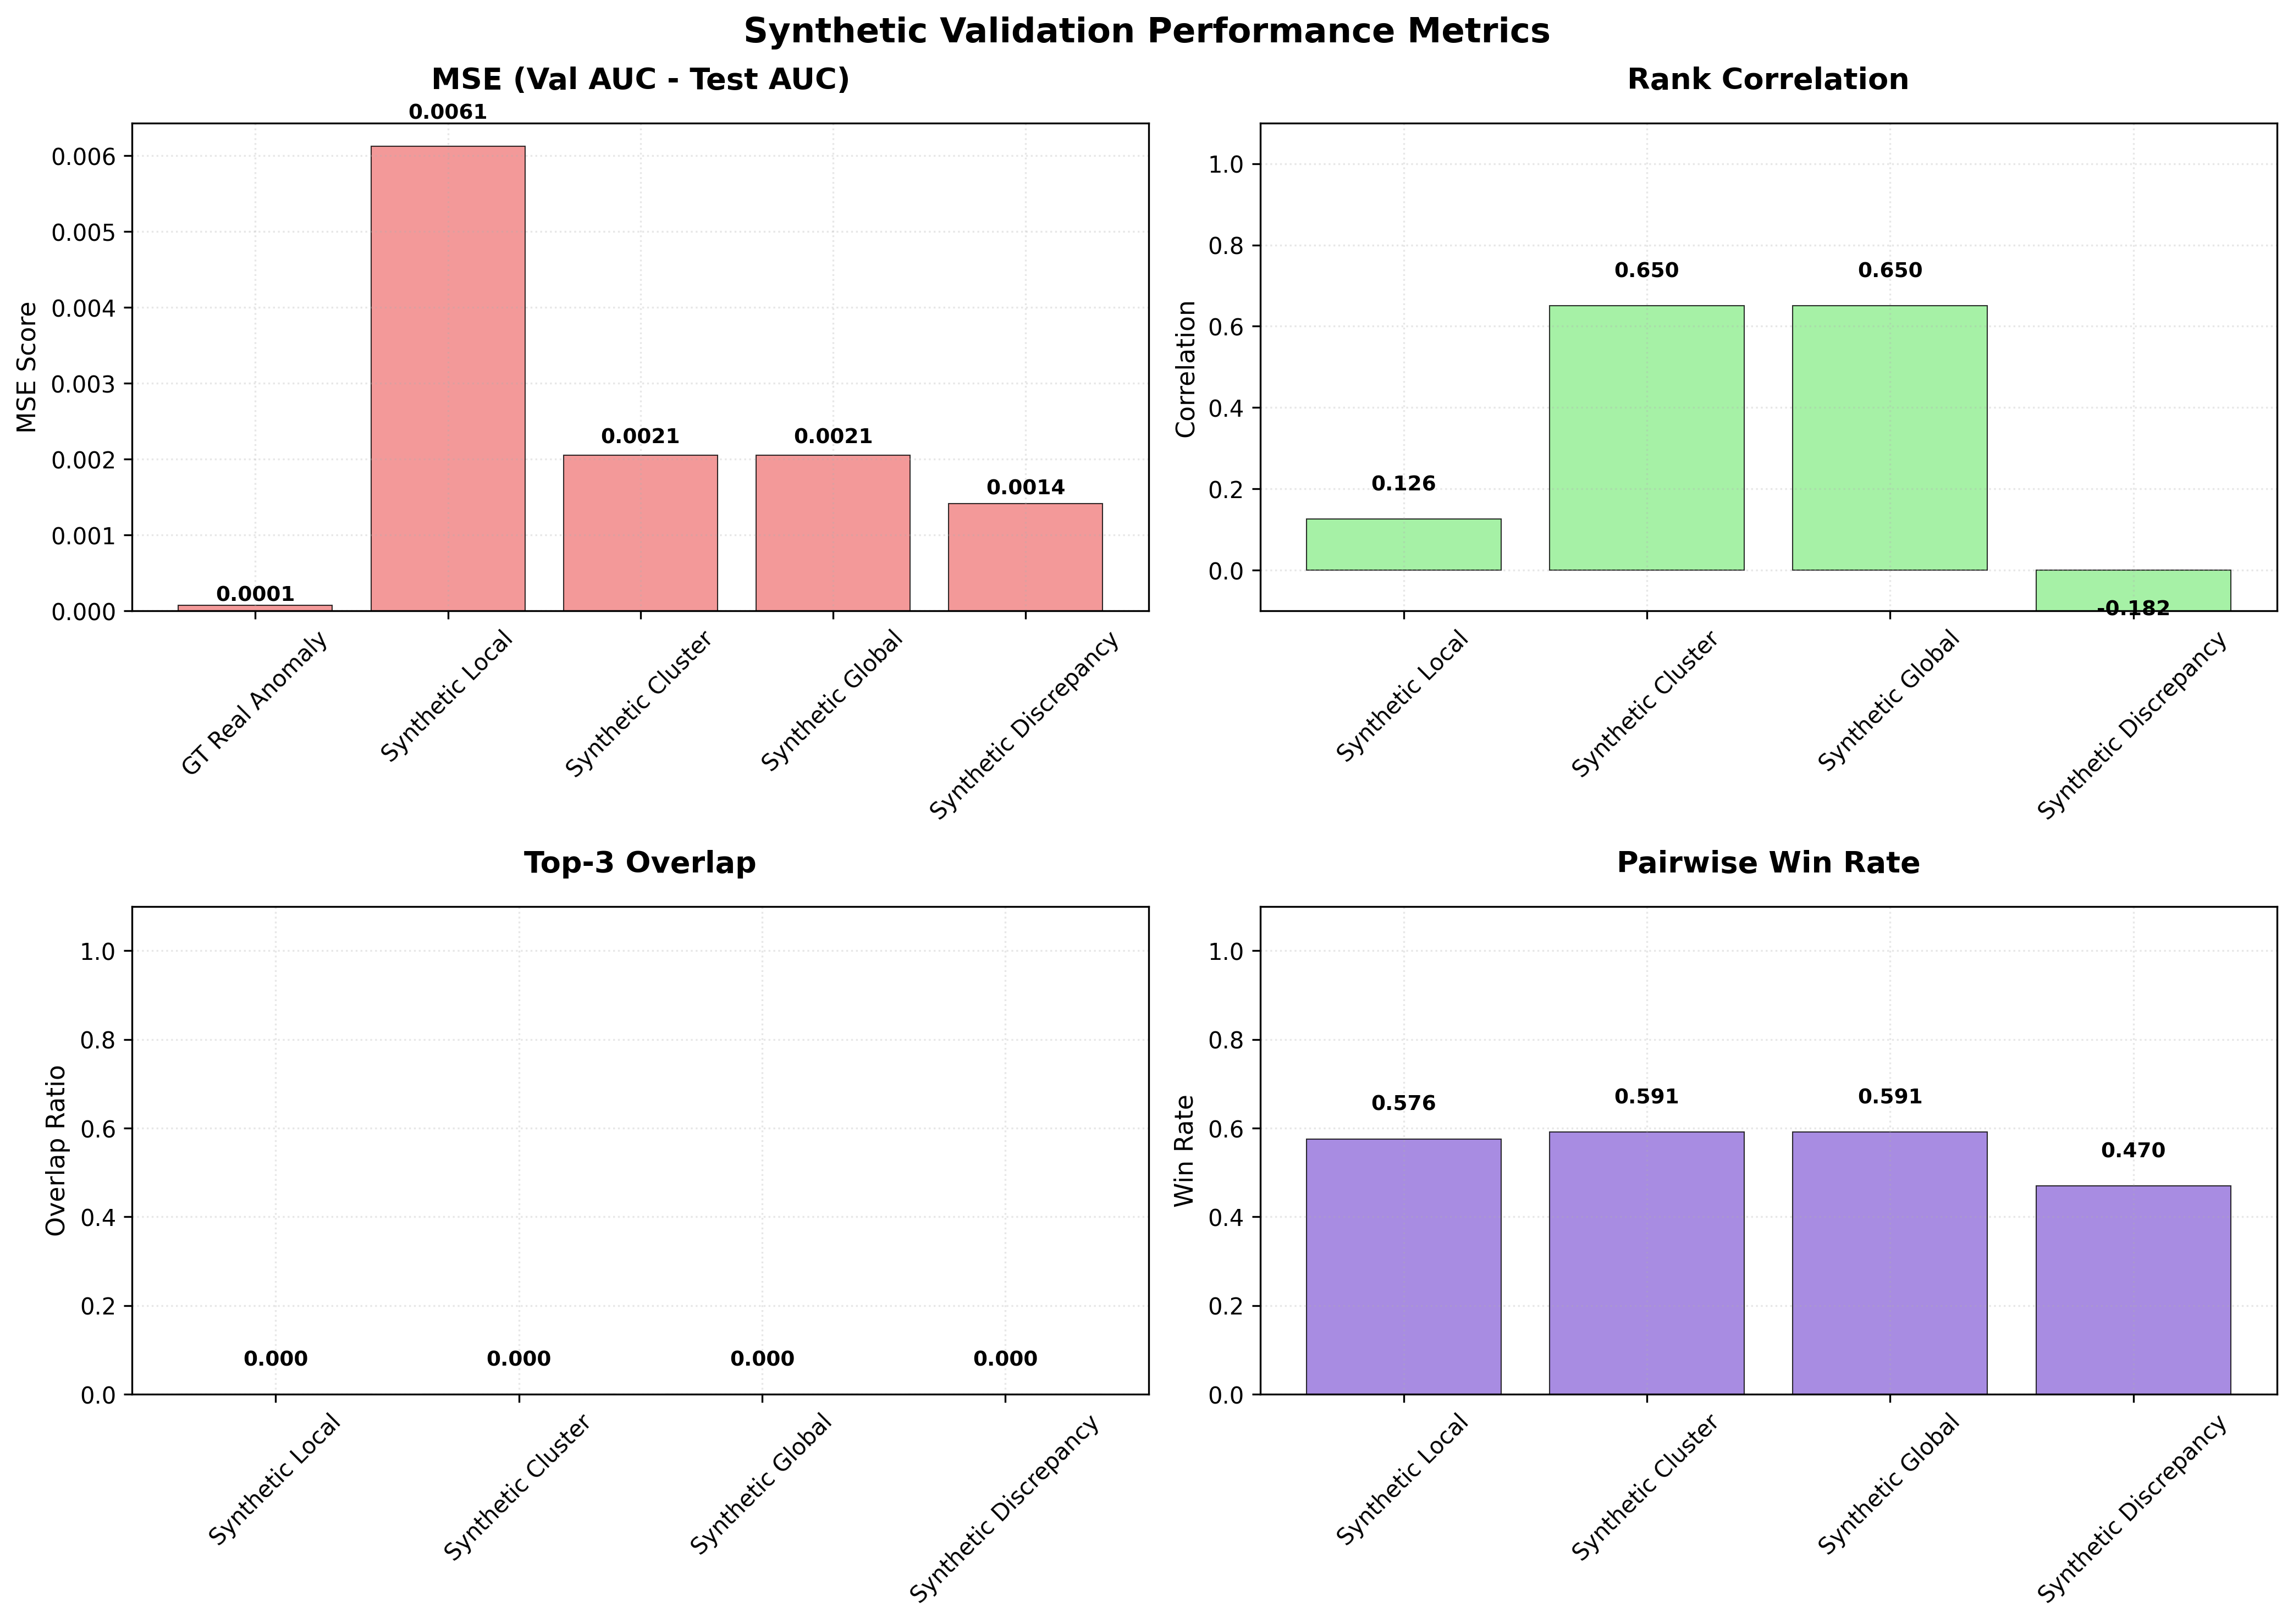 Synthetic Validation Performance Metrics
MSE (Val AUC - Test AUC)
MSE Score
0.006
0.005
0.004
0.003
0.002
0.001
0.000
0.0001
0.0061
0.0021
0.0021
0.0014
GT Real Anomaly
Synthetic Local
Synthetic Cluster
Synthetic Global
Synthetic Discrepancy
Rank Correlation
Correlation
1.0
0.8
0.6
0.4
0.2
0.0
0.126
0.650
0.650
-0.182
Synthetic Local
Synthetic Cluster
Synthetic Global
Synthetic Discrepancy
Top-3 Overlap
Overlap Ratio
1.0
0.8
0.6
0.4
0.2
0.0
0.000
0.000
0.000
0.000
Synthetic Local
Synthetic Cluster
Synthetic Global
Synthetic Discrepancy
Pairwise Win Rate
Win Rate
1.0
0.8
0.6
0.4
0.2
0.0
0.576
0.591
0.591
0.470
Synthetic Local
Synthetic Cluster
Synthetic Global
Synthetic Discrepancy